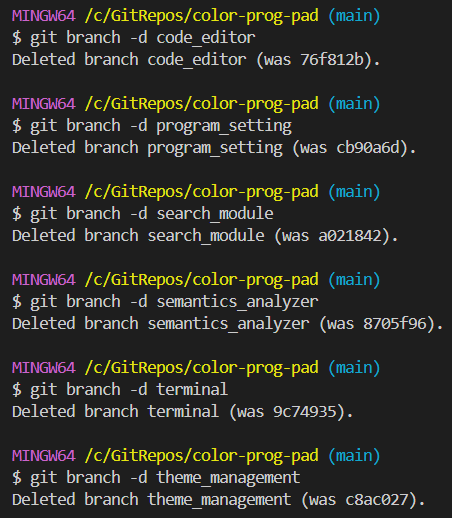 MINGW64 /c/GitRepos/color-prog-pad (main)
$ git branch -d code_editor
Deleted branch code_editor (was 76f812b).
MINGW64 /c/GitRepos/color-prog-pad (main)
$ git branch -d program_setting
Deleted branch program_setting (was cb90a6d).
MINGW64 /c/GitRepos/color-prog-pad (main)
$ git branch -d search_module
Deleted branch search_module (was a021842).
MINGW64 /c/GitRepos/color-prog-pad (main)
$ git branch -d semantics_analyzer
Deleted branch semantics_analyzer (was 8705f96).
MINGW64 /c/GitRepos/color-prog-pad (main)
$ git branch -d terminal
Deleted branch terminal (was 9c74935).
MINGW64 /c/GitRepos/color-prog-pad (main)
$ git branch -d theme_management
Deleted branch theme_management (was c8ac027).